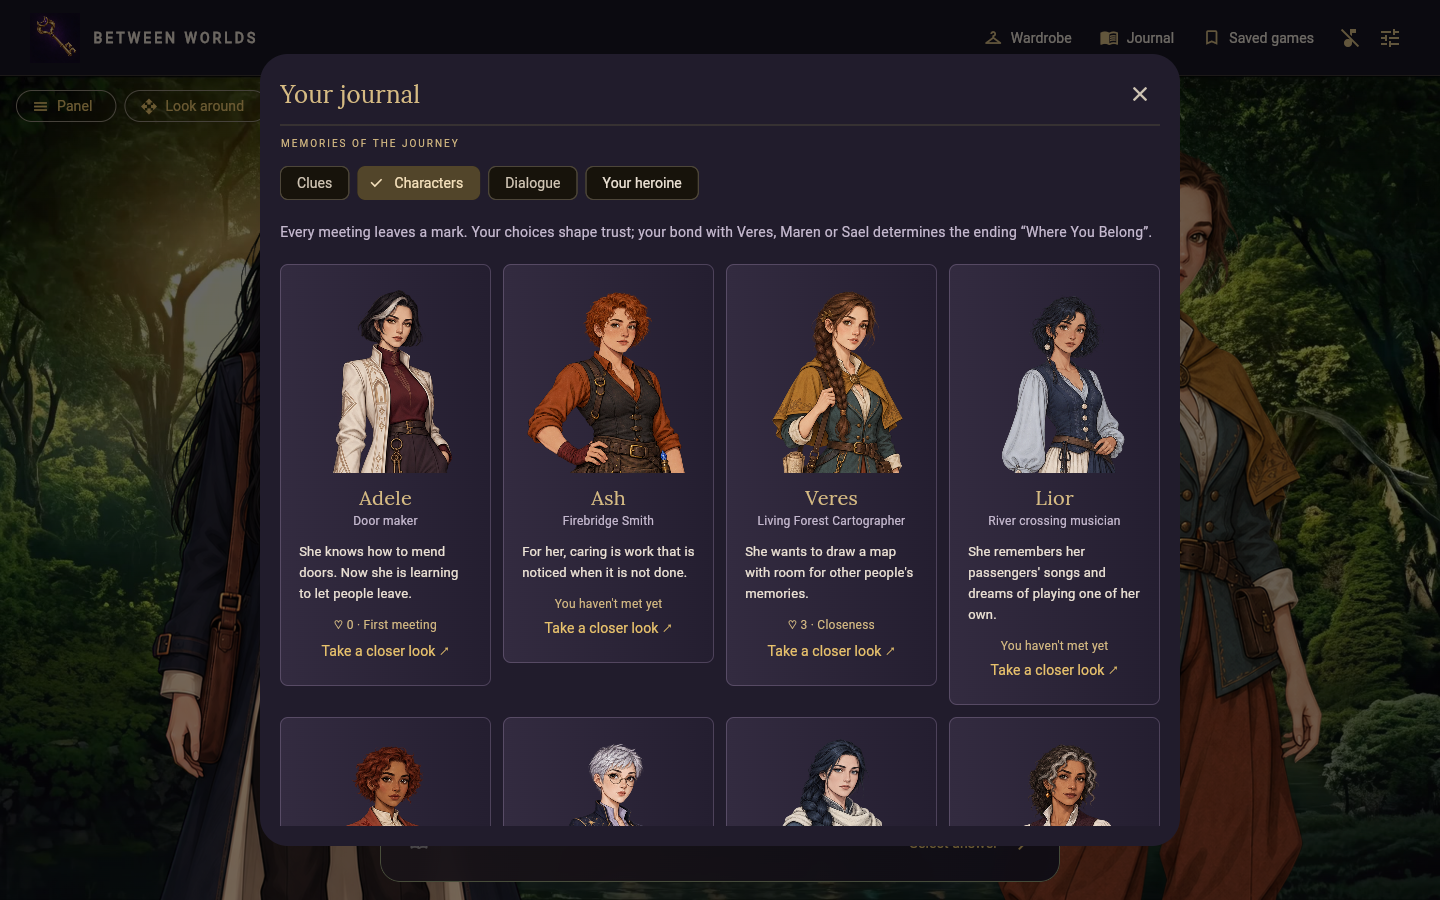 BETWEEN WORLDS
Wardrobe
Journal
Saved games
Panel
Look around
Your journal
MEMORIES OF THE JOURNEY
Clues
Characters
Dialogue
Your heroine
Every meeting leaves a mark. Your choices shape trust; your bond with Veres, Maren or Sael determines the ending “Where You Belong”.
Adele
Door maker
She knows how to mend
doors. Now she is learning
to let people leave.
♡ 0 · First meeting
Take a closer look ↗
Ash
Firebridge Smith
For her, caring is work that is
noticed when it is not done.
You haven't met yet
Take a closer look ↗
Veres
Living Forest Cartographer
She wants to draw a map
with room for other people's
memories.
♡ 3 · Closeness
Take a closer look ↗
Lior
River crossing musician
She remembers her
passengers' songs and
dreams of playing one of her
own.
You haven't met yet
Take a closer look ↗